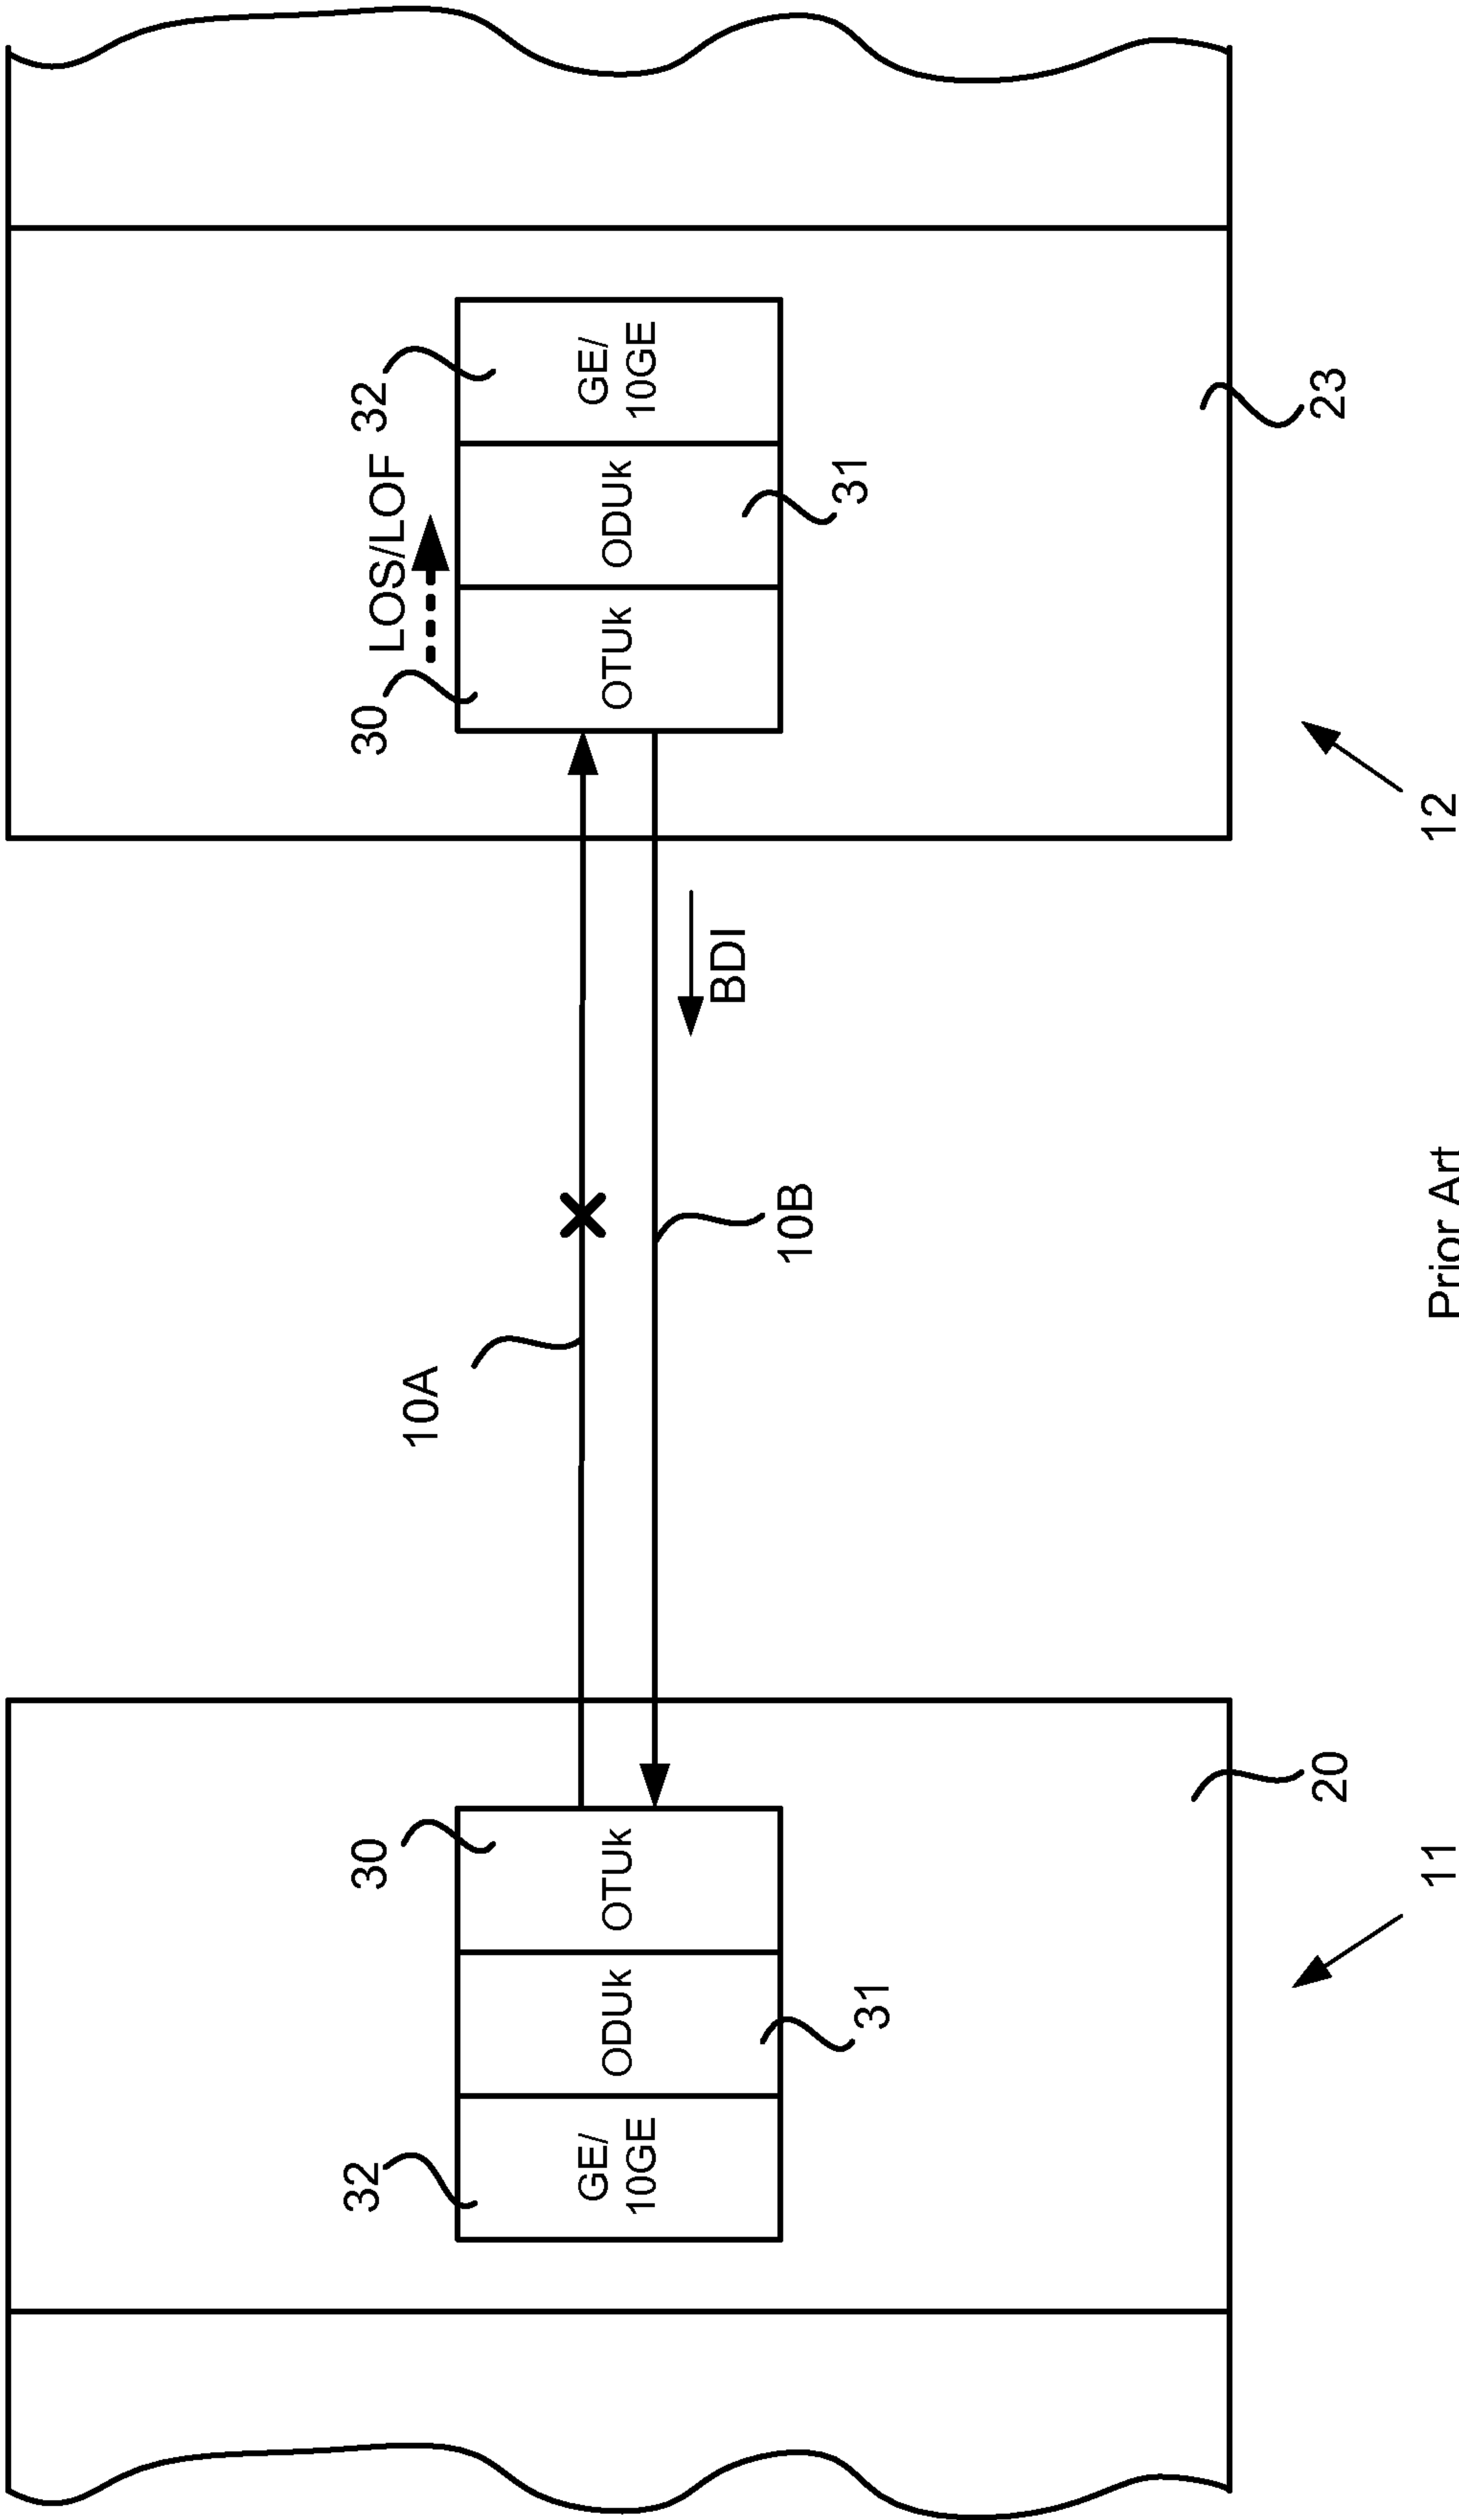 32
30
30
LOS/LOF
32
10A
GE/
10GE
ODUk
OTUk
OTUk
ODUk
GE/
10GE
BDI
10B
31
31
20
23
11
12
Prior Art